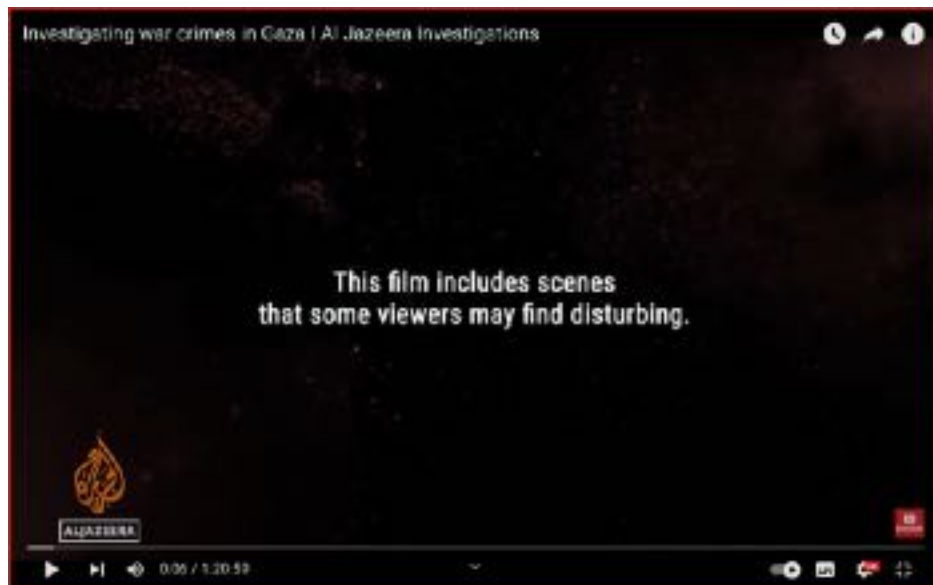 Investigating war crimes in Gaza | Al Jazeera Investigations
This film includes scenes
that some viewers may find disturbing.
ALJAZEERA
0:06 / 1:20:59